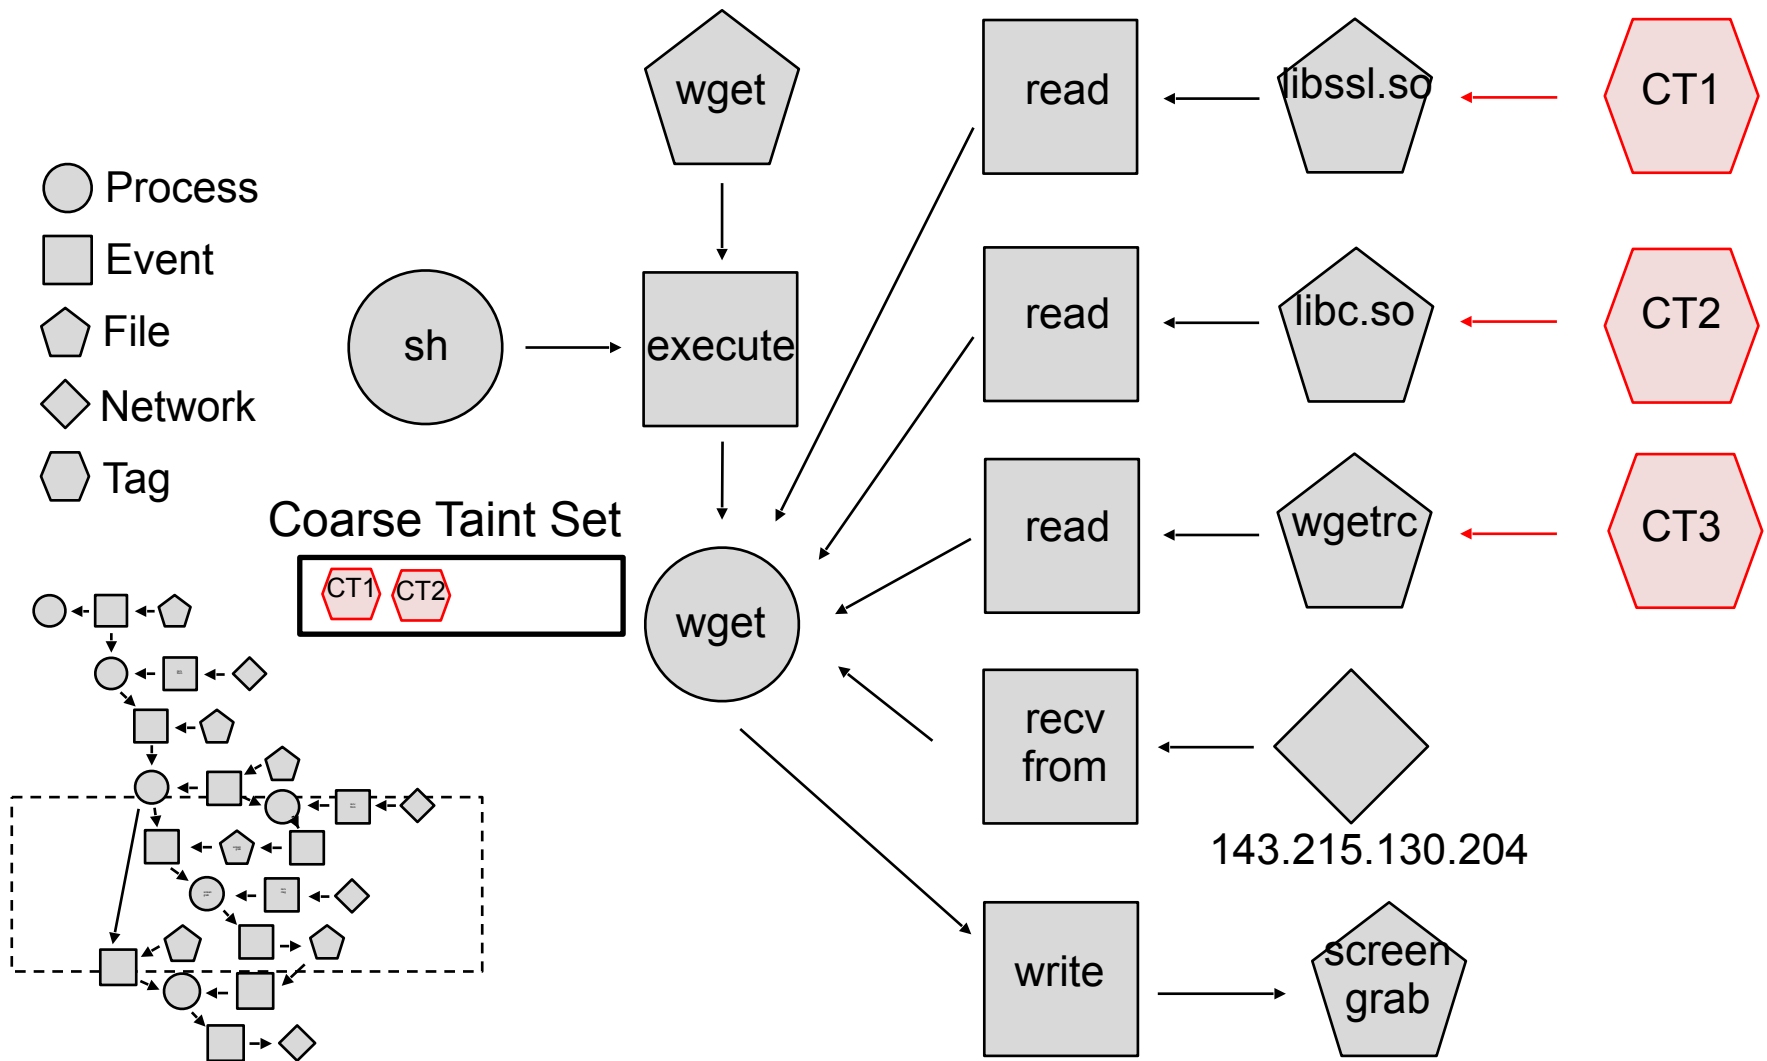 Process
Event
File
Network
Tag
wget
sh
execute
Coarse Taint Set
CT1
CT2
wget
read
libssl.so
CT1
read
libc.so
CT2
read
wgetrc
CT3
recv
from
143.215.130.204
write
screen
grab